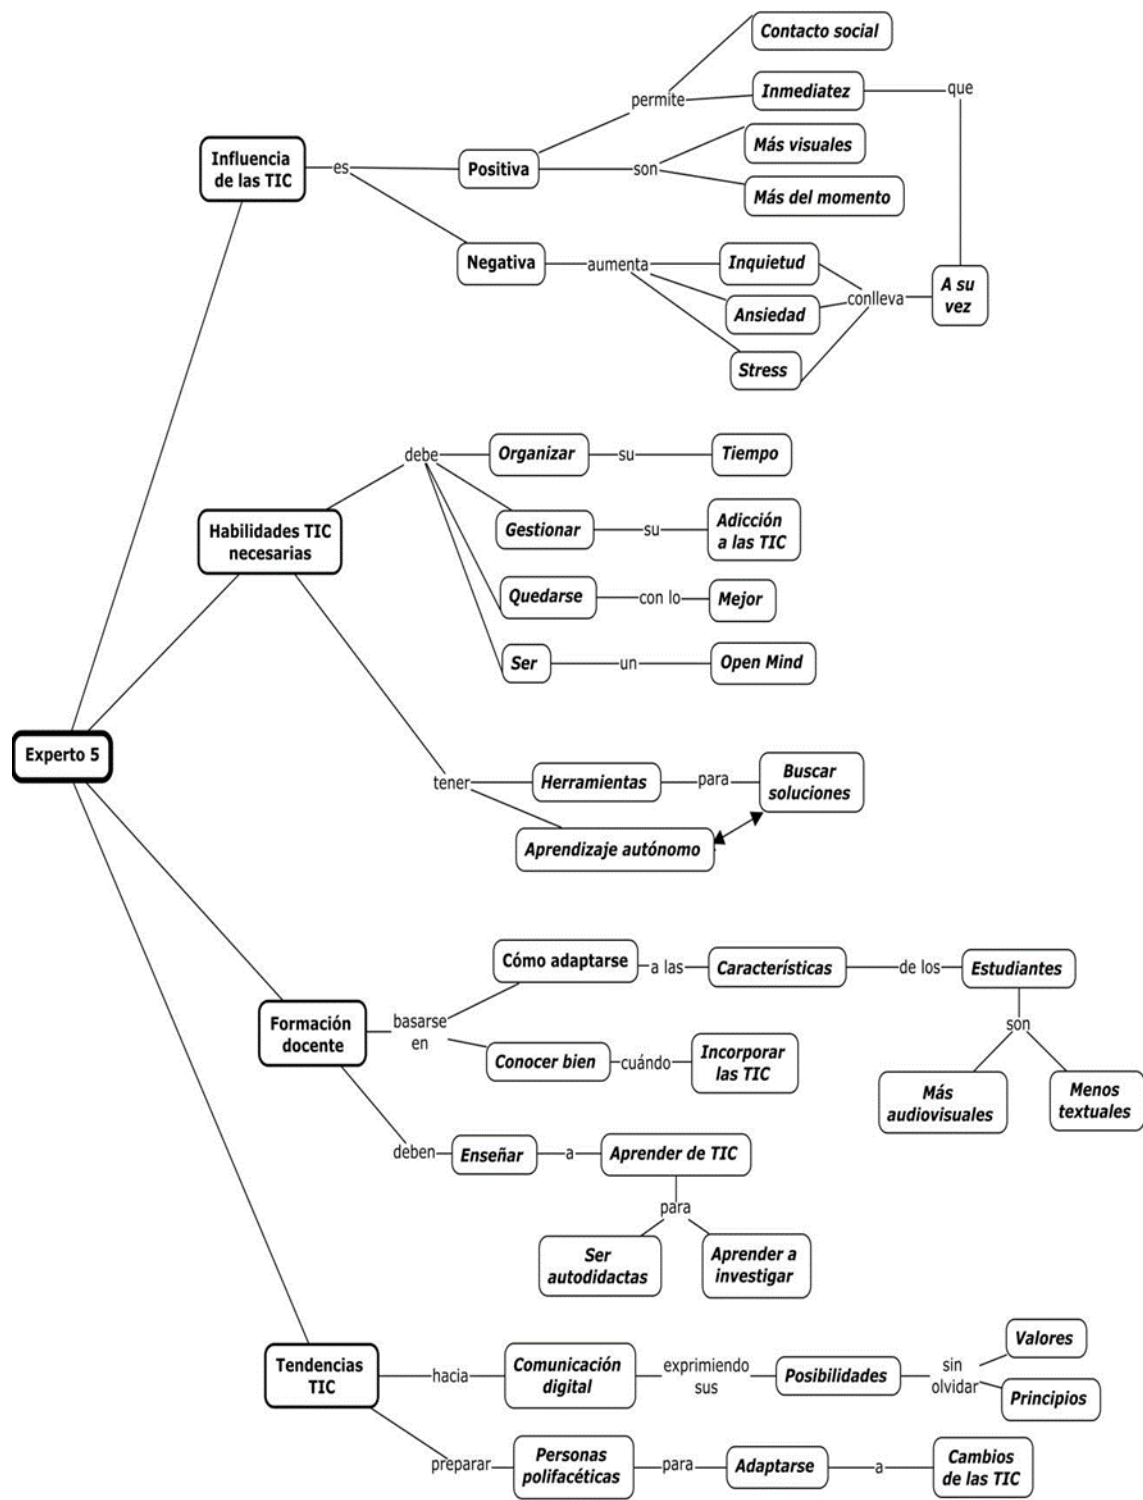 Experto 5
Influencia
de las TIC
es
Positiva
permite
Contacto social
Inmediatez
que
son
Más visuales
Más del momento
Negativa
aumenta
Inquietud
Ansiedad
Stress
conlleva
A su
vez
Habilidades TIC
necesarias
debe
Organizar
su
Tiempo
Gestionar
su
Adicción
a las TIC
Quedarse
con lo
Mejor
Ser
un
Open Mind
tener
Herramientas
para
Buscar
soluciones
Aprendizaje autónomo
Formación
docente
basarse
en
Cómo adaptarse
a las
Características
de los
Estudiantes
son
Más
audiovisuales
Menos
textuales
Conocer bien
cuándo
Incorporar
las TIC
deben
Enseñar
a
Aprender de TIC
para
Ser
autodidactas
Aprender a
investigar
Tendencias
TIC
hacia
Comunicación
digital
exprimiendo
sus
Posibilidades
sin
olvidar
Valores
Principios
preparar
Personas
polifacéticas
para
Adaptarse
a
Cambios
de las TIC